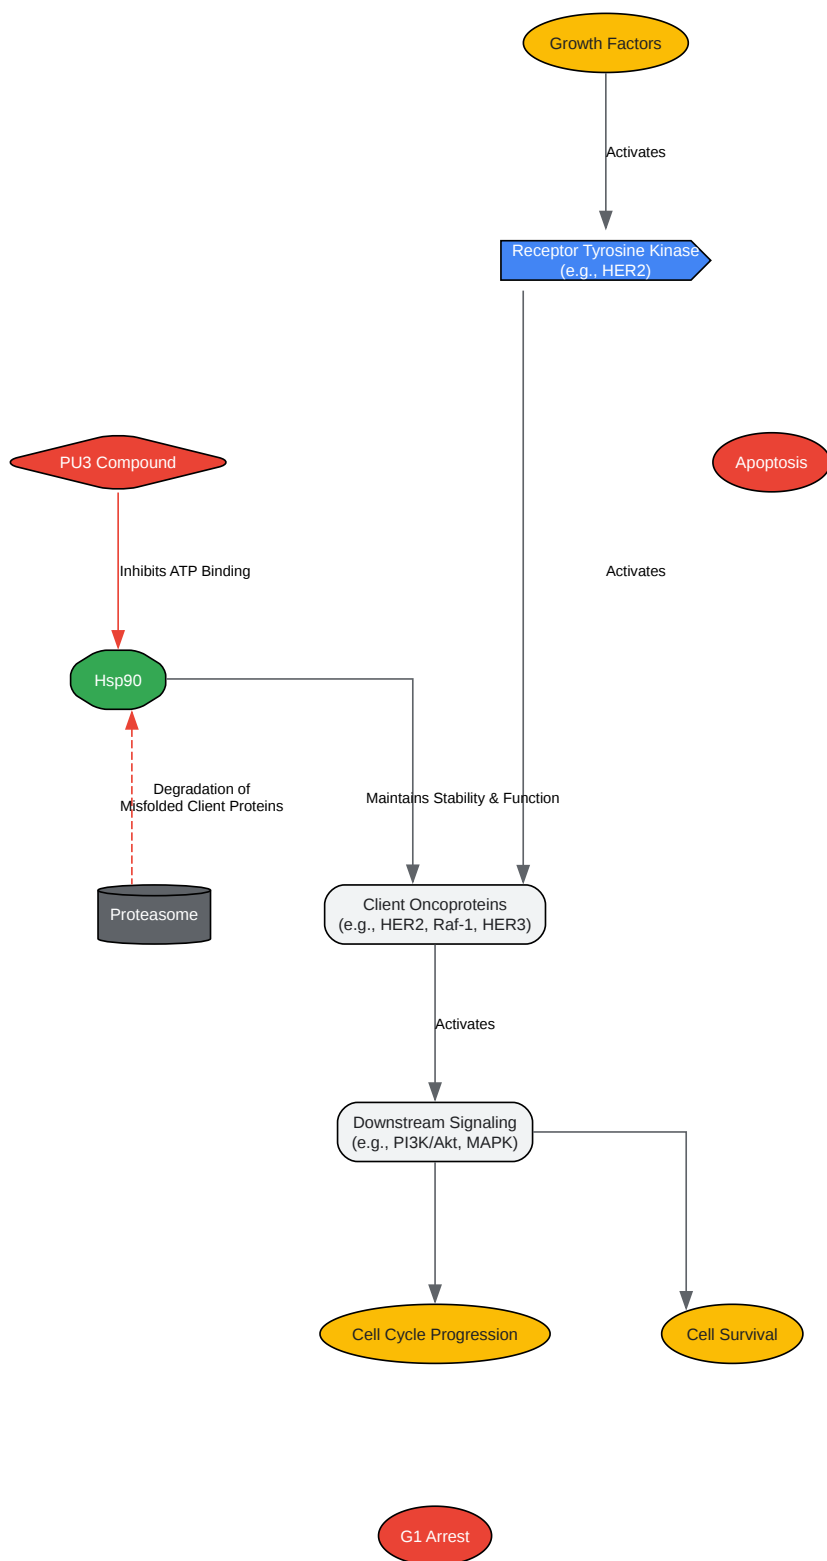 Growth Factors
Activates
Receptor Tyrosine Kinase
(e.g., HER2)
PU3 Compound
Apoptosis
Inhibits ATP Binding
Activates
Hsp90
Degradation of
Misfolded Client Proteins
Maintains Stability & Function
Proteasome
Client Oncoproteins
(e.g., HER2, Raf-1, HER3)
Activates
Downstream Signaling
(e.g., PI3K/Akt, MAPK)
Cell Cycle Progression
Cell Survival
G1 Arrest